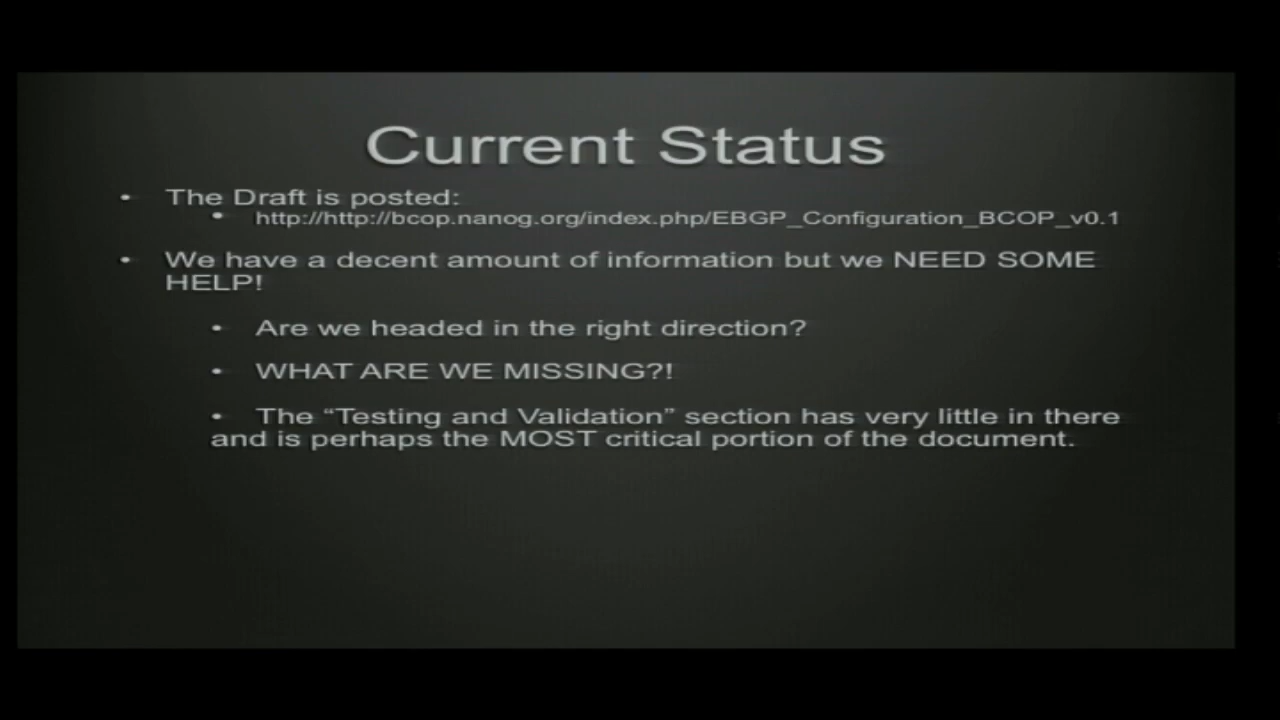 Current Status
• The Draft is posted:
• http://http://bcop.nanog.org/index.php/EBGP_Configuration_BCOP_v0.1
• We have a decent amount of information but we NEED SOME
HELP!
• Are we headed in the right direction?
• WHAT ARE WE MISSING?!
• The “Testing and Validation” section has very little in there
and is perhaps the MOST critical portion of the document.